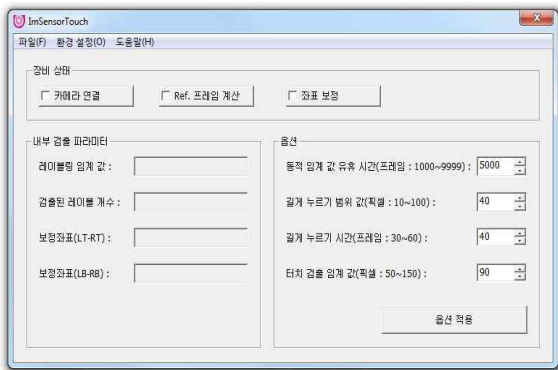 ImSensorTouch
파일(F) 환경 설정(O) 도움말(H)
장비 상태
카메라 연결 Ref. 프레임 계산 좌표 보정
내부 검출 파라미터
레이블링 임계 값 :
검출된 레이블 개수 :
보정좌표(LT-RT) :
보정좌표(LB-RB) :
옵션
동적 임계 값 유휴 시간(프레임 : 1000~9999) : 5000
길게 누르기 범위 값(픽셀 : 10~100) : 40
길게 누르기 시간(프레임 : 30~60) : 40
터치 검출 임계 값(픽셀 : 50~150) : 90
옵션 적용